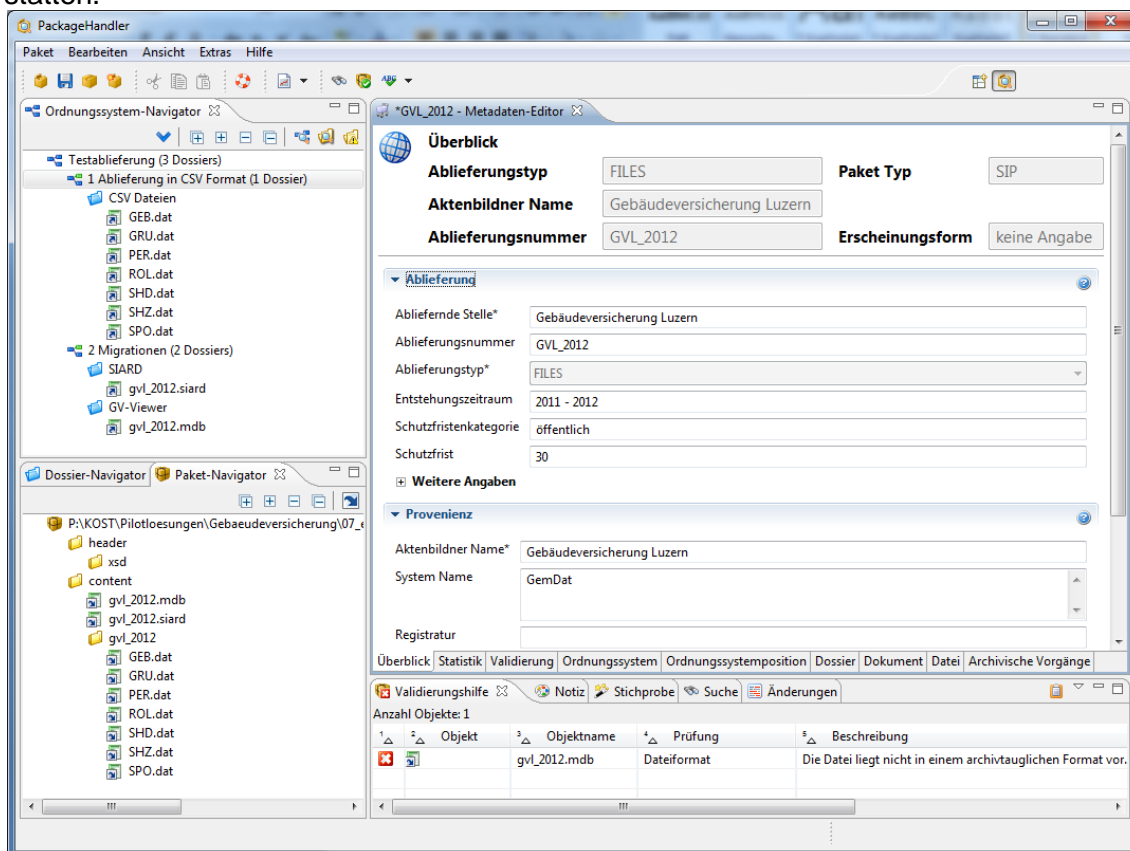 PackageHandler
Paket Bearbeiten Ansicht Extras Hilfe
Ordnungssystem-Navigator
Testablieferung (3 Dossiers)
1 Ablieferung in CSV Format (1 Dossier)
CSV Dateien
GEB.dat
GRU.dat
PER.dat
ROL.dat
SHD.dat
SHZ.dat
SPO.dat
2 Migrationen (2 Dossiers)
SIARD
gvl_2012.siard
GV-Viewer
gvl_2012.mdb
Dossier-Navigator Paket-Navigator
P:\KOST\Pilotloesungen\Gebaeudeversicherung\07_e
header
xsd
content
gvl_2012.mdb
gvl_2012.siard
gvl_2012
GEB.dat
GRU.dat
PER.dat
ROL.dat
SHD.dat
SHZ.dat
SPO.dat
*GVL_2012 - Metadaten-Editor
Überblick
Ablieferungstyp FILES Paket Typ SIP
Aktenbildner Name Gebäudeversicherung Luzern
Ablieferungsnummer GVL_2012 Erscheinungsform keine Angabe
Ablieferung
Abliefernde Stelle* Gebäudeversicherung Luzern
Ablieferungsnummer GVL_2012
Ablieferungstyp* FILES
Entstehungszeitraum 2011 - 2012
Schutzfristenkategorie öffentlich
Schutzfrist 30
Weitere Angaben
Provenienz
Aktenbildner Name* Gebäudeversicherung Luzern
System Name GemDat
Registratur
Überblick Statistik Validierung Ordnungssystem Ordnungssystemposition Dossier Dokument Datei Archivische Vorgänge
Validierungshilfe Notiz Stichprobe Suche Änderungen
Anzahl Objekte: 1
1 2 Objekt 3 Objektname 4 Prüfung 5 Beschreibung
gvl_2012.mdb Dateiformat Die Datei liegt nicht in einem archivtauglichen Format vor.